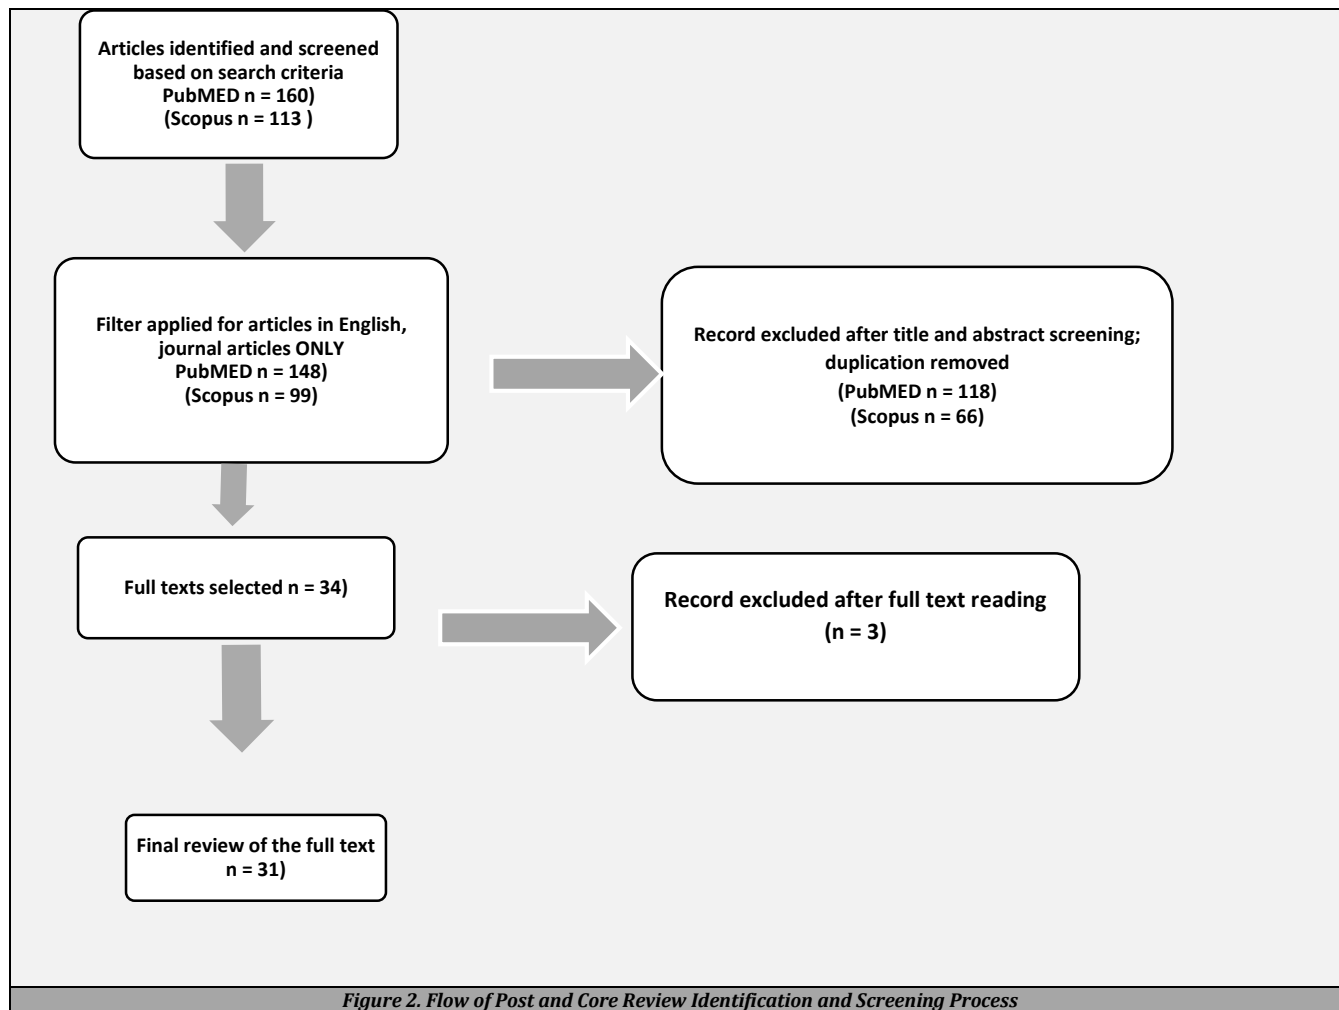 Articles identified and screened
based on search criteria
PubMED n = 160)
(Scopus n = 113 )
Filter applied for articles in English,
journal articles ONLY
PubMED n = 148)
(Scopus n = 99)
Record excluded after title and abstract screening;
duplication removed
(PubMED n = 118)
(Scopus n = 66)
Full texts selected n = 34)
Record excluded after full text reading
(n = 3)
Final review of the full text
n = 31)
Figure 2. Flow of Post and Core Review Identification and Screening Process